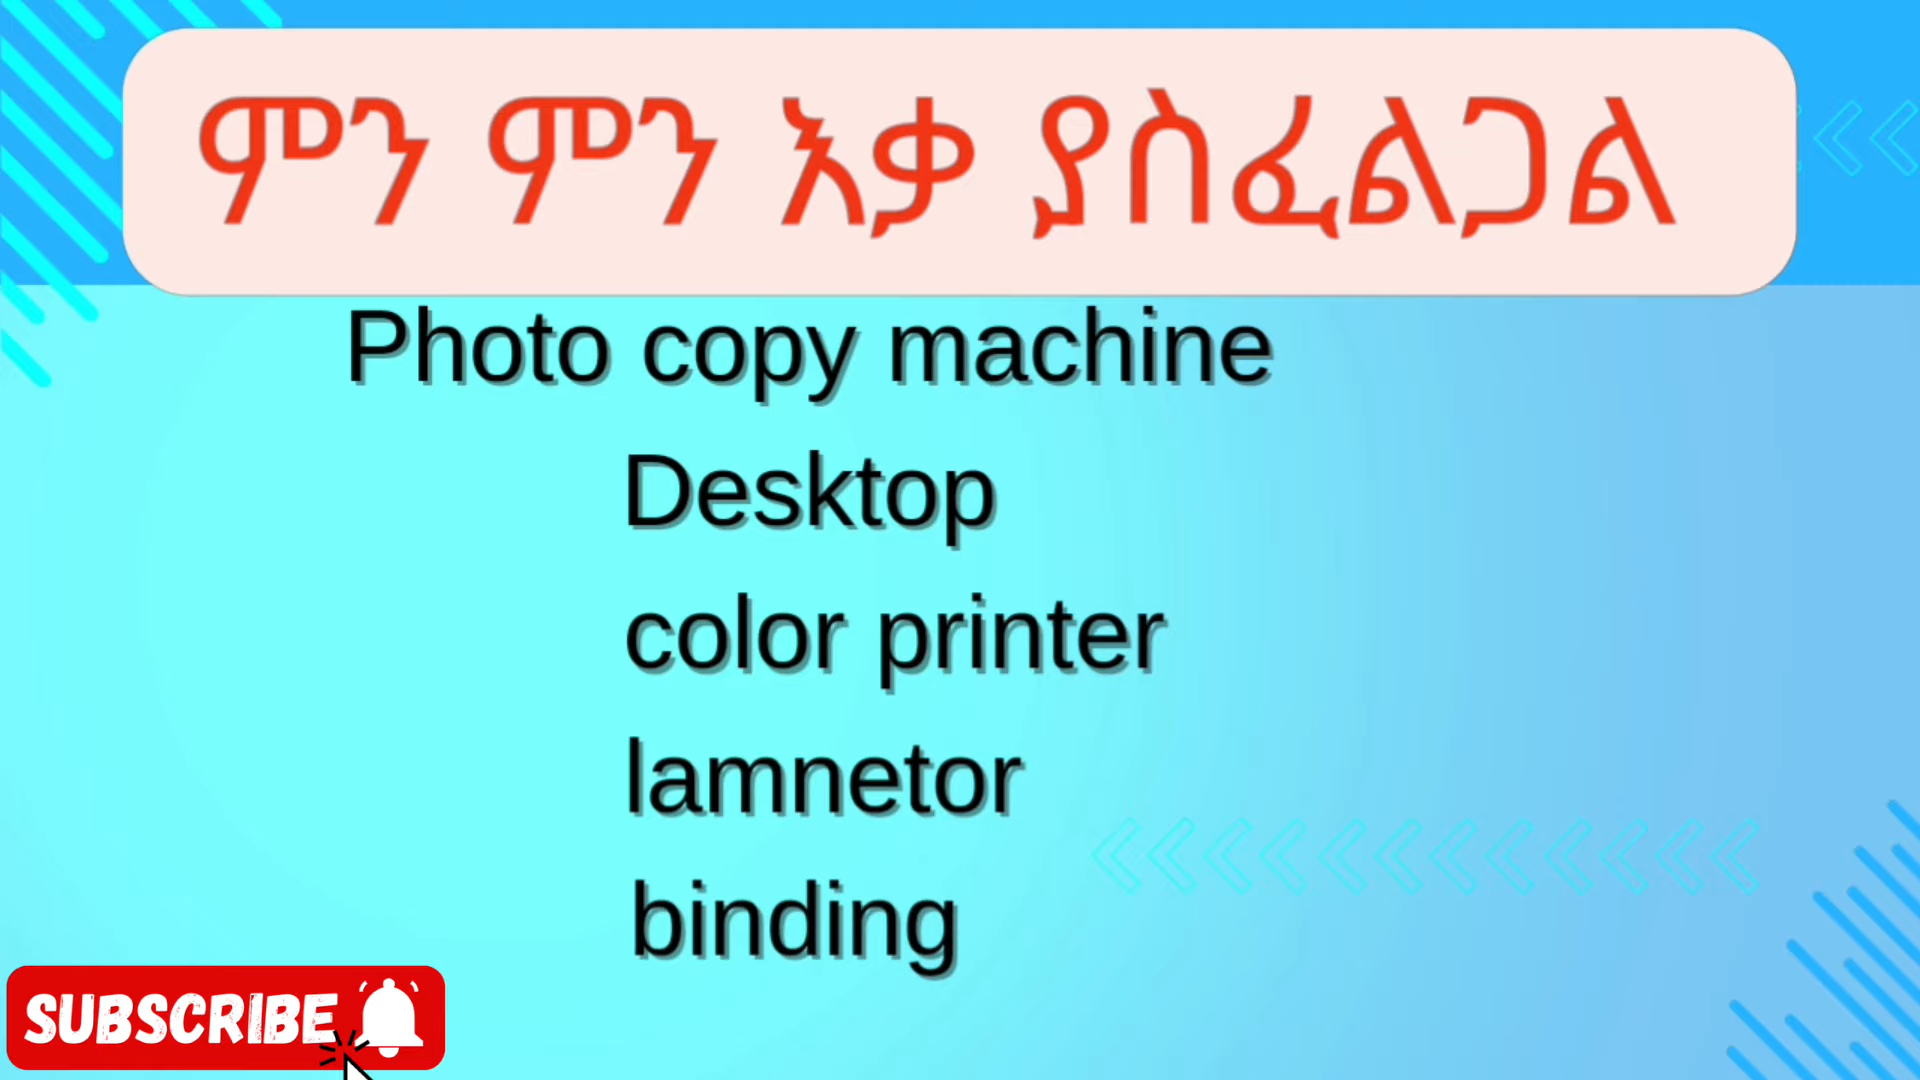 ምን ምን እቃ ያስፈልጋል
Photo copy machine
Desktop
color printer
lamnetor
binding
SUBSCRIBE